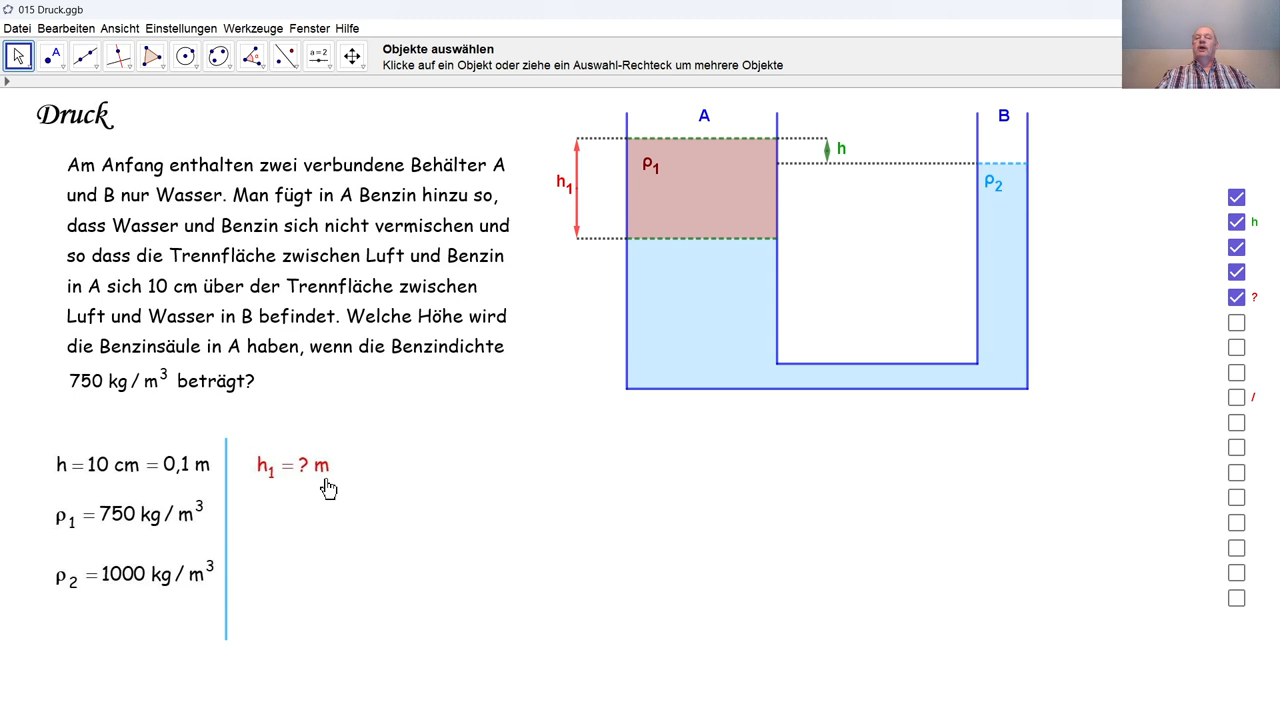 015 Druck.ggb
Datei Bearbeiten Ansicht Einstellungen Werkzeuge Fenster Hilfe
A
a=2
Objekte auswählen
Klicke auf ein Objekt oder ziehe ein Auswahl-Rechteck um mehrere Objekte
Druck
Am Anfang enthalten zwei verbundene Behälter A
und B nur Wasser. Man fügt in A Benzin hinzu so,
dass Wasser und Benzin sich nicht vermischen und
so dass die Trennfläche zwischen Luft und Benzin
in A sich 10 cm über der Trennfläche zwischen
Luft und Wasser in B befindet. Welche Höhe wird
die Benzinsäule in A haben, wenn die Benzindichte
750 kg / m³ beträgt?
A
B
h
h₁
ρ₁
ρ₂
h
?
/
h = 10 cm = 0,1 m
h₁ = ? m
ρ₁ = 750 kg / m³
ρ₂ = 1000 kg / m³